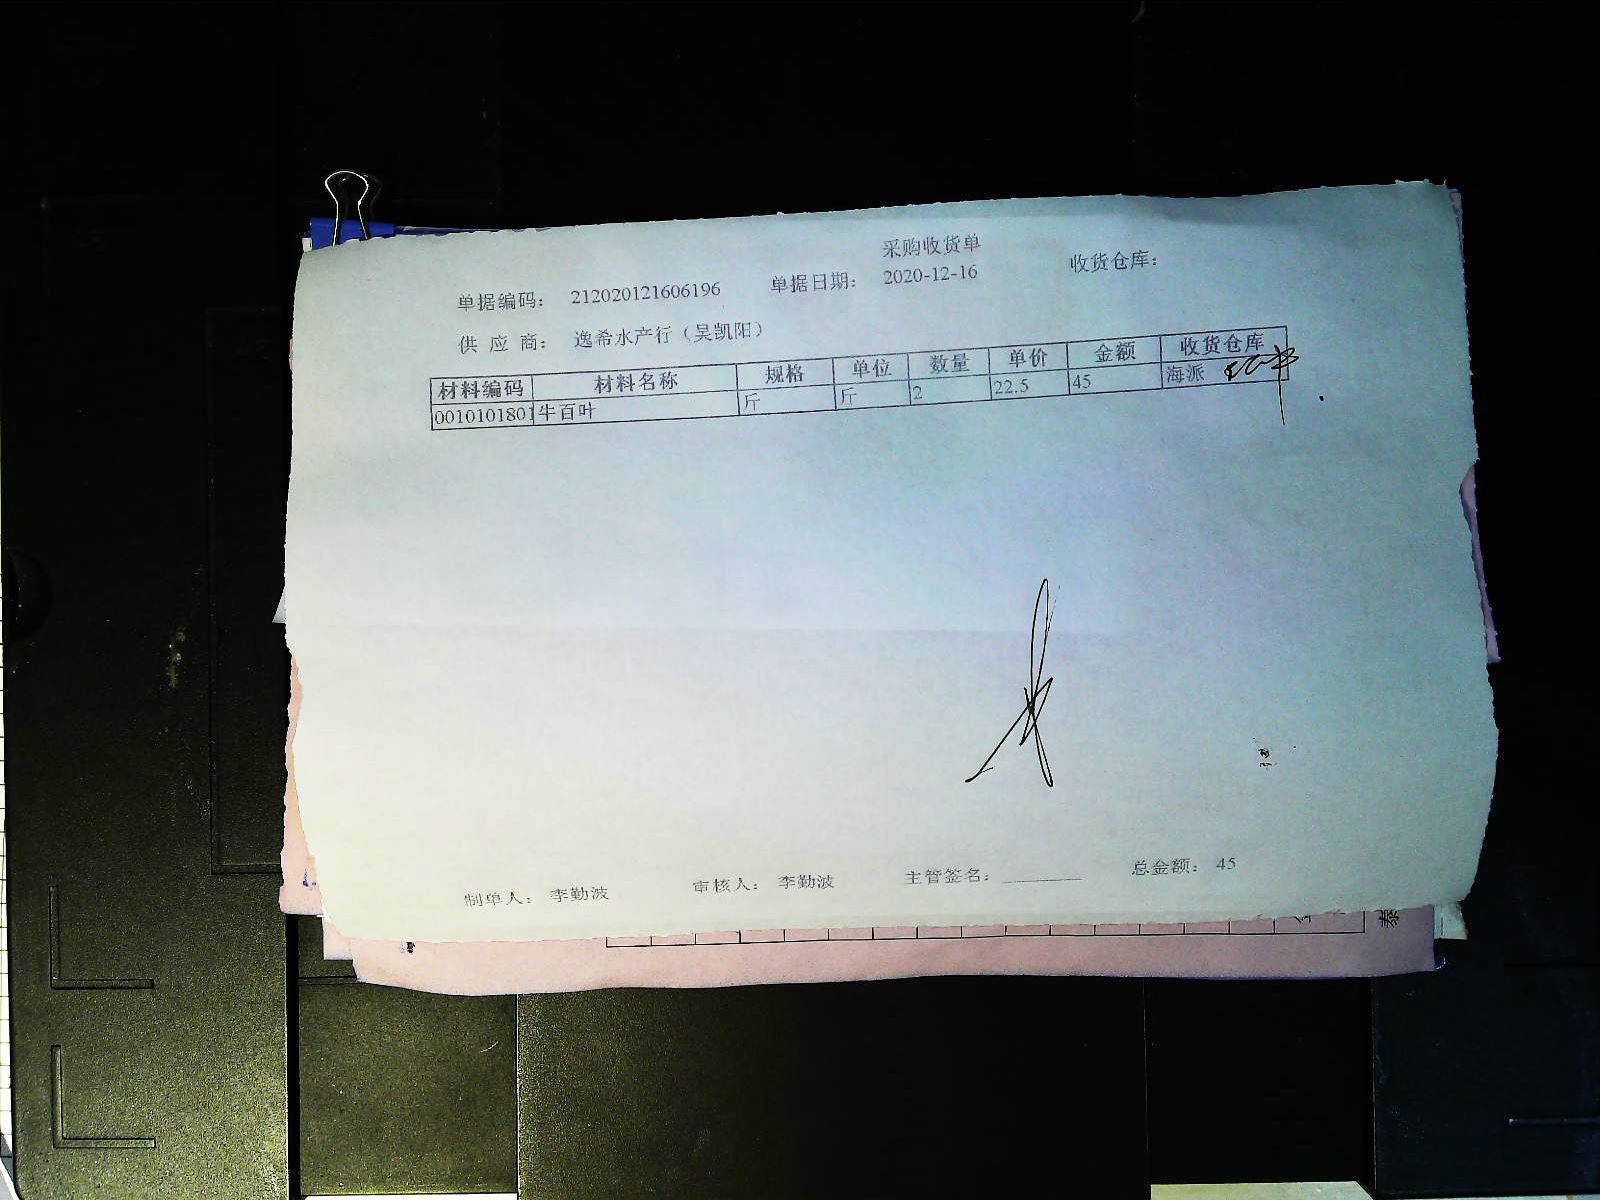 采购收货单
单据编码： 212020121606196 单据日期： 2020-12-16 收货仓库：
供 应 商： 逸希水产行（吴凯阳）
材料编码 材料名称 规格 单位 数量 单价 金额 收货仓库
0010101801 牛百叶 斤 斤 2 22.5 45 海派
制单人： 李勤波 审核人： 李勤波 主管签名： 总金额： 45
泰